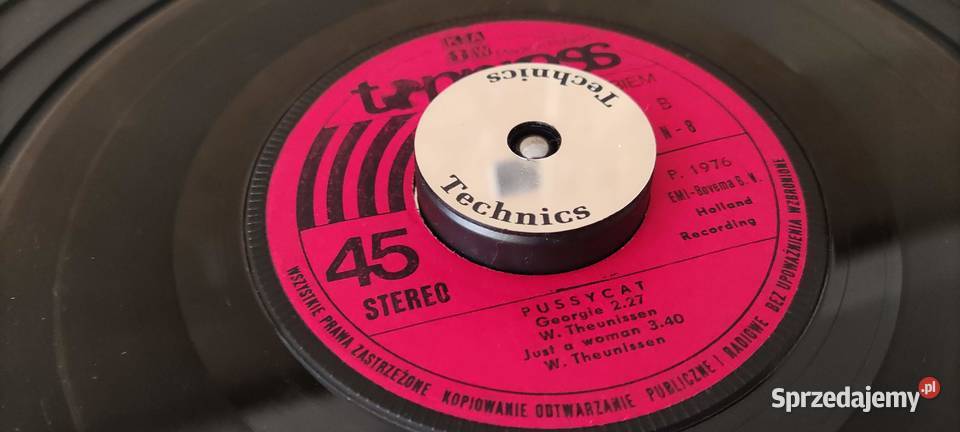 Technics
Technics
B
N-8
P. 1976
EMI-Bovema B.V.
Holland
Recording
45
STEREO
PUSSYCAT
Georgie 2.27
W. Theunissen
Just a woman 3.40
W. Theunissen
WSZYSTKIE PRAWA ZASTRZEŻONE KOPIOWANIE ODTWARZANIE PUBLICZNE I RADIOWE BEZ UPOWAŻNIENIA WZBRONIONE
Sprzedajemy.pl